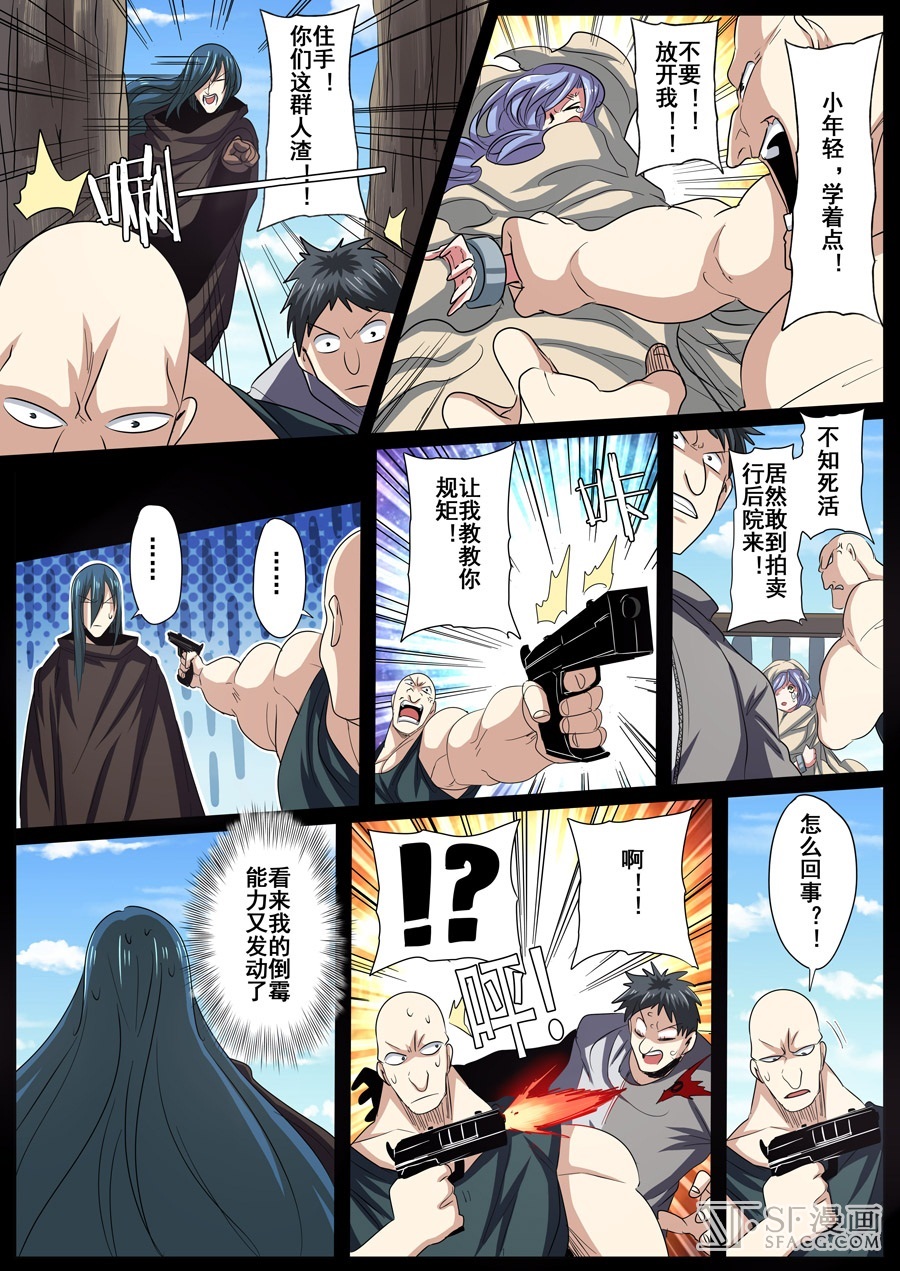 小年轻，学着点！
不要！！
放开我！！
住手！
你们这群人
渣！！
不知死活
居然敢到拍卖
行后院来！
让我教教你
规矩！
……
……
怎么回事？！
啊！！
!?
砰！
看来我的倒霉
能力又发动了
SF漫画
SFACG.COM